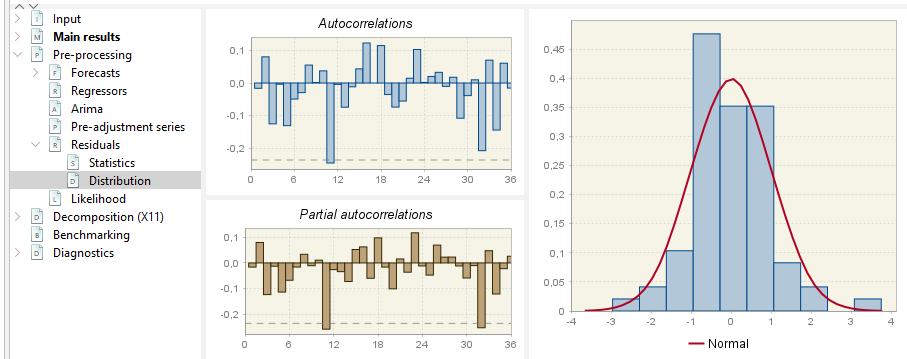 Input
Main results
Pre-processing
Forecasts
Regressors
Arima
Pre-adjustment series
Residuals
Statistics
Distribution
Likelihood
Decomposition (X11)
Benchmarking
Diagnostics
Autocorrelations
0,1
0,0
-0,1
-0,2
0 6 12 18 24 30 36
Partial autocorrelations
0,1
0,0
-0,1
-0,2
0 6 12 18 24 30 36
0,45
0,4
0,35
0,3
0,25
0,2
0,15
0,1
0,05
0
-4 -3 -2 -1 0 1 2 3 4
Normal